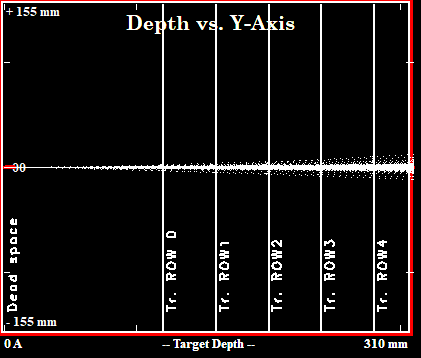 + 155 mm
Depth vs. Y-Axis
Dead space
Tr. ROW 0
Tr. ROW1
Tr. ROW2
Tr. ROW3
Tr. ROW4
- 155 mm
0 A
-- Target Depth --
310 mm